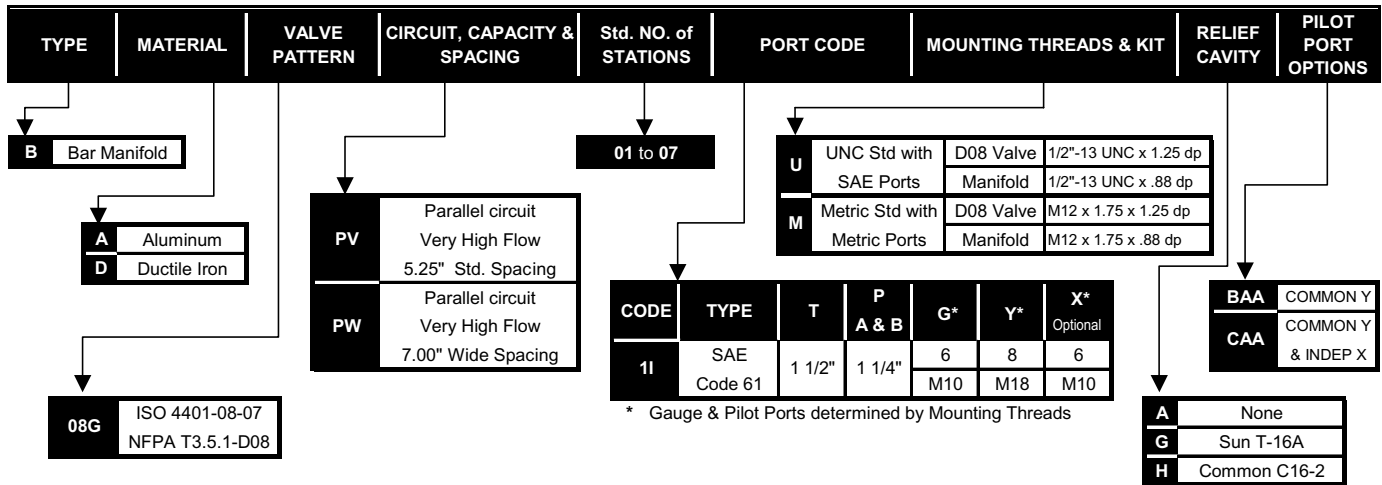 TYPE
MATERIAL
VALVE
PATTERN
CIRCUIT, CAPACITY &
SPACING
Std. NO. of
STATIONS
PORT CODE
MOUNTING THREADS & KIT
RELIEF
CAVITY
PILOT
PORT
OPTIONS
B Bar Manifold
A Aluminum
D Ductile Iron
08G
ISO 4401-08-07
NFPA T3.5.1-D08
PV
Parallel circuit
Very High Flow
5.25" Std. Spacing
PW
Parallel circuit
Very High Flow
7.00" Wide Spacing
01 to 07
U
UNC Std with
SAE Ports
D08 Valve 1/2"-13 UNC x 1.25 dp
Manifold 1/2"-13 UNC x .88 dp
M
Metric Std with
Metric Ports
D08 Valve M12 x 1.75 x 1.25 dp
Manifold M12 x 1.75 x .88 dp
CODE TYPE T
P
A & B
G* Y*
X*
Optional
1I
SAE
Code 61
1 1/2" 1 1/4"
6 8 6
M10 M18 M10
* Gauge & Pilot Ports determined by Mounting Threads
BAA COMMON Y
CAA
COMMON Y
& INDEP X
A None
G Sun T-16A
H Common C16-2